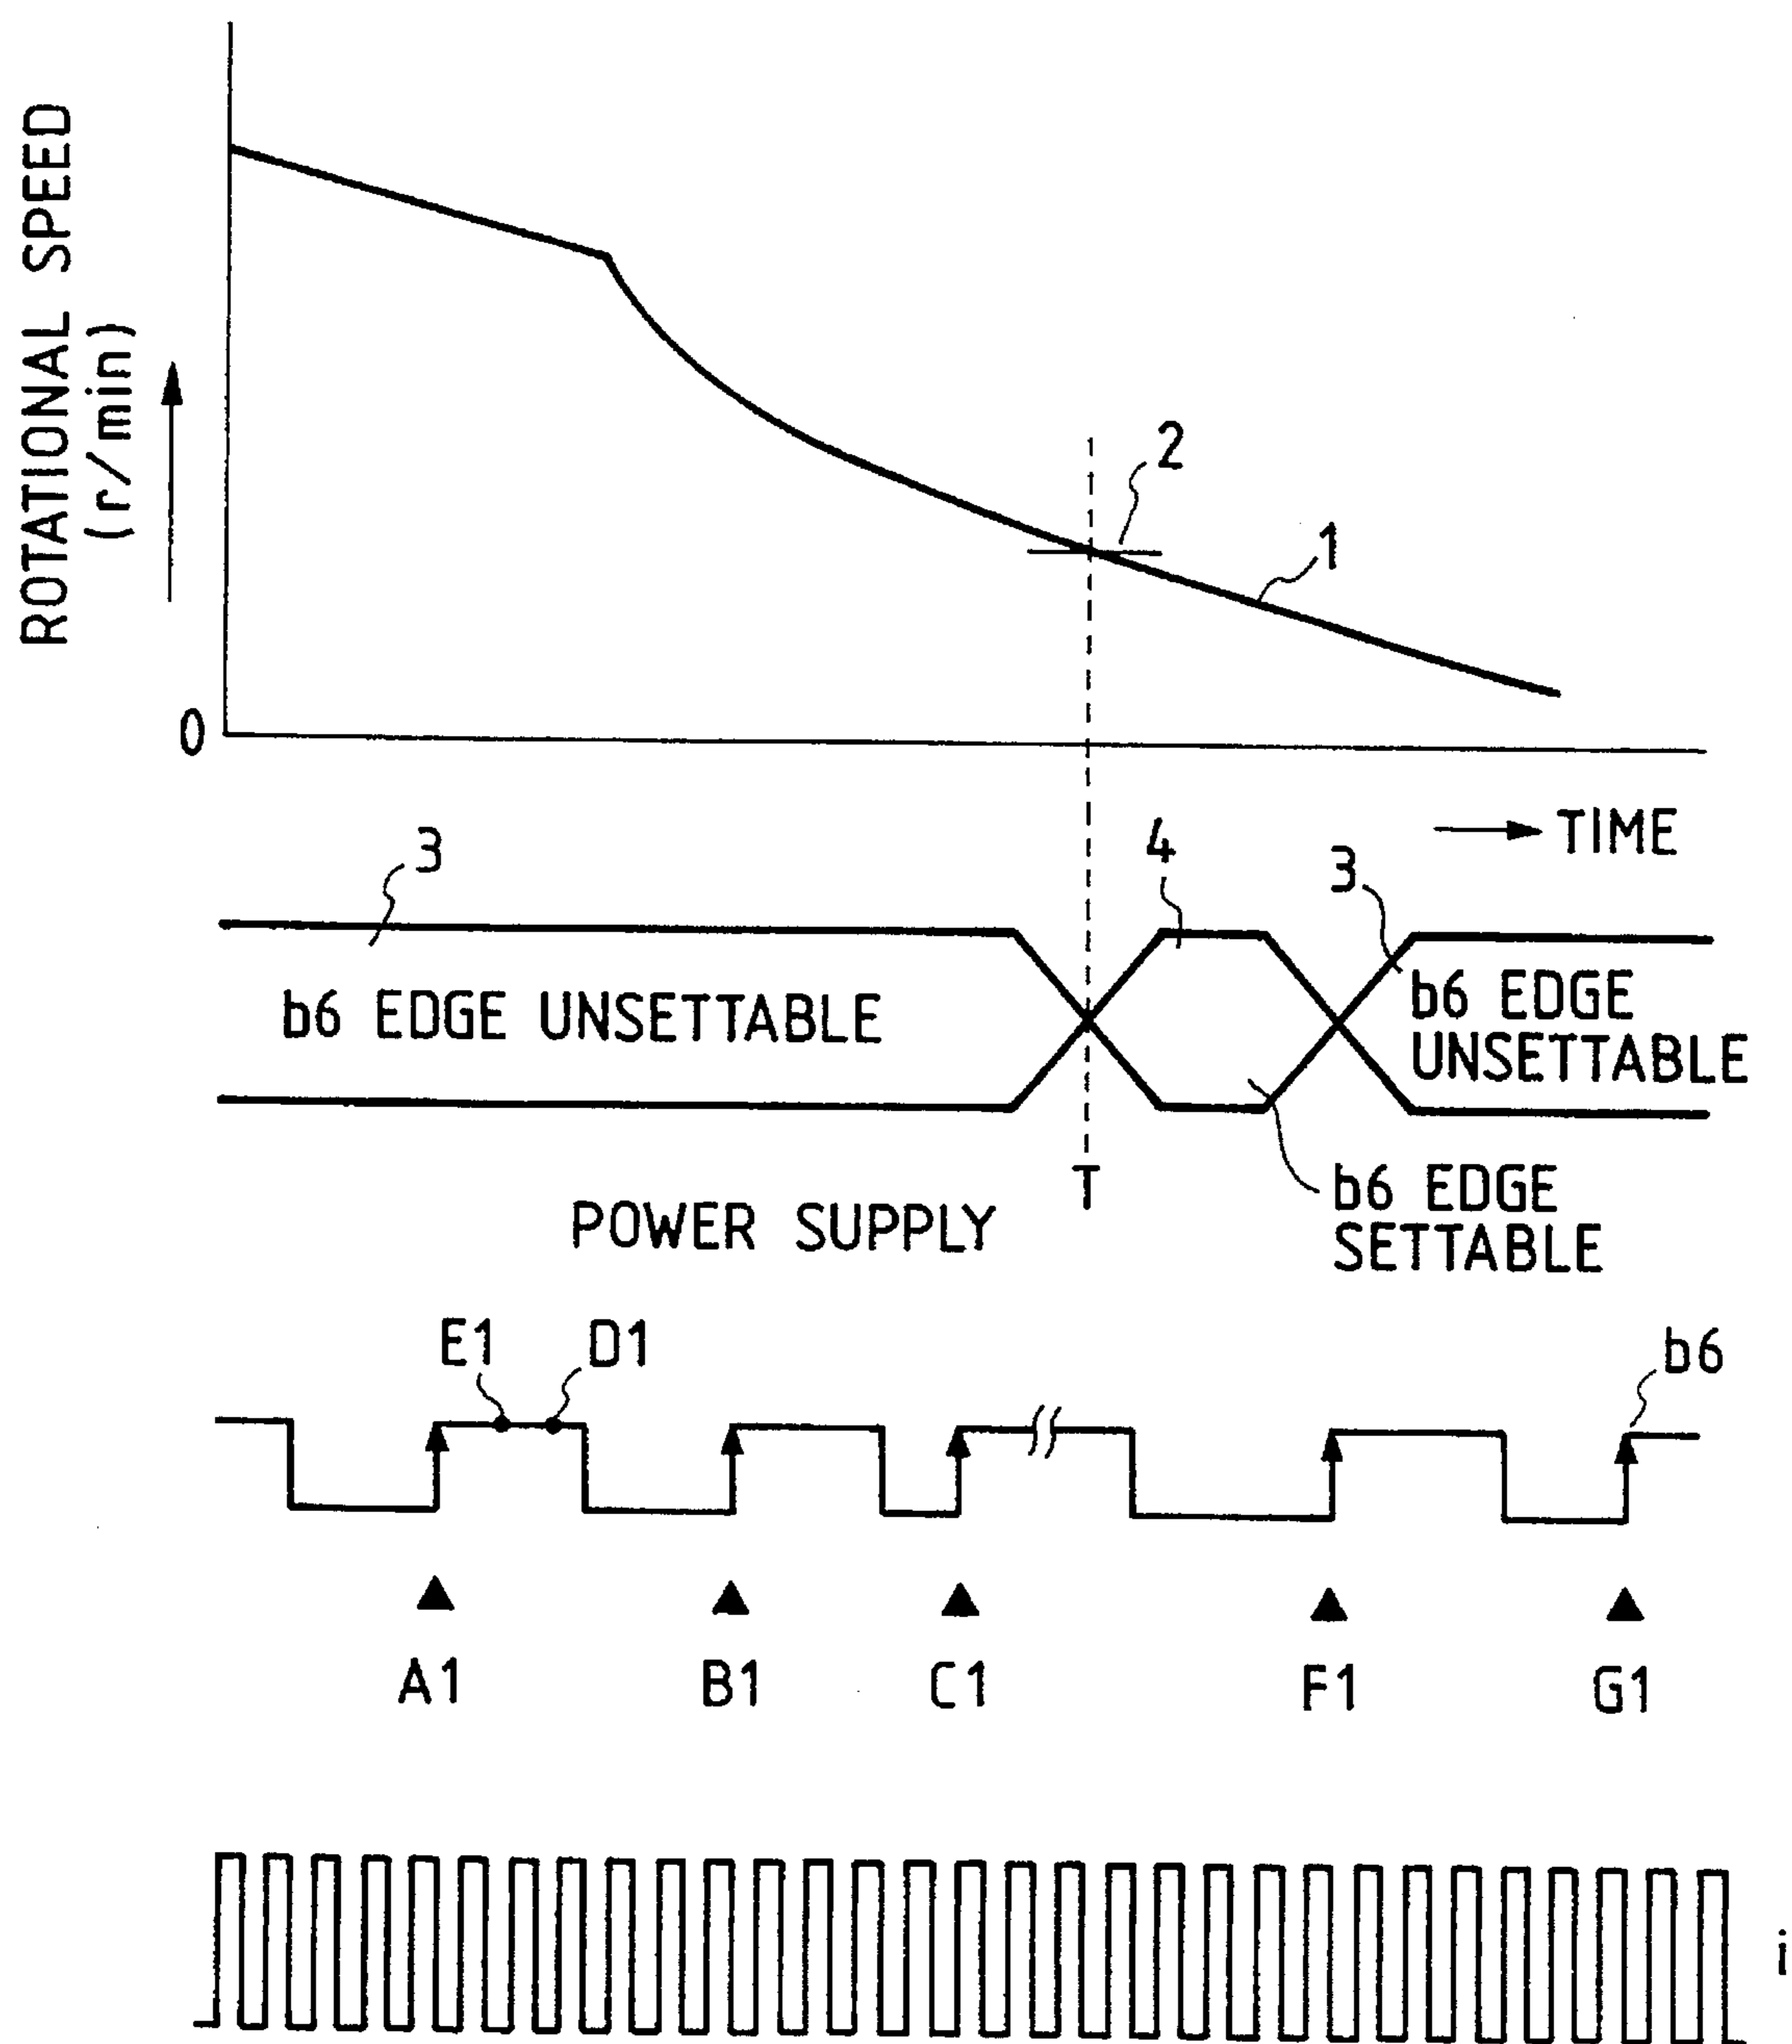 ROTATIONAL SPEED
(r/min)
2
1
0
TIME
3
4
3
b6 EDGE UNSETTABLE
b6 EDGE
UNSETTABLE
T
b6 EDGE
SETTABLE
POWER SUPPLY
E1
D1
b6
A1
B1
C1
F1
G1
i